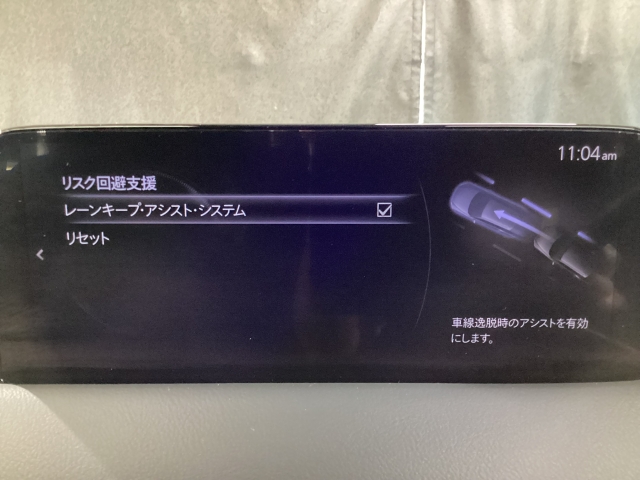 11:04am
リスク回避支援
レーンキープ・アシスト・システム
リセット
車線逸脱時のアシストを有効
にします。